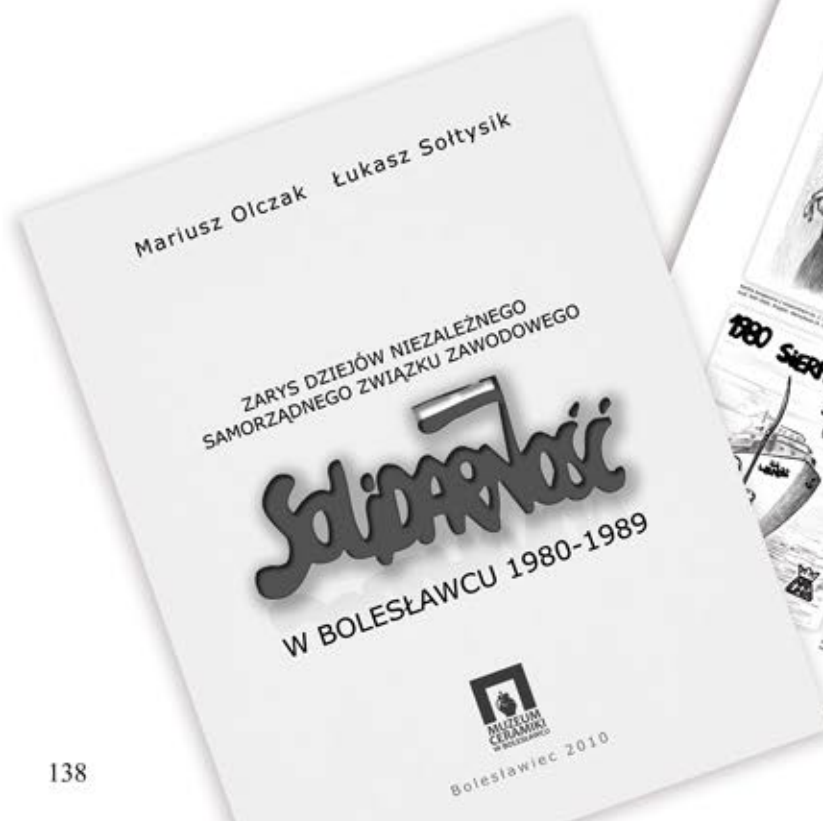 Mariusz Olczak Łukasz Sołtysik
ZARYS DZIEJÓW NIEZALEŻNEGO
SAMORZĄDNEGO ZWIĄZKU ZAWODOWEGO
SOLIDARNOŚĆ
W BOLESŁAWCU 1980-1989
MUZEUM
CERAMIKI
W BOLESŁAWCU
Bolesławiec 2010
1980 SIERP
138